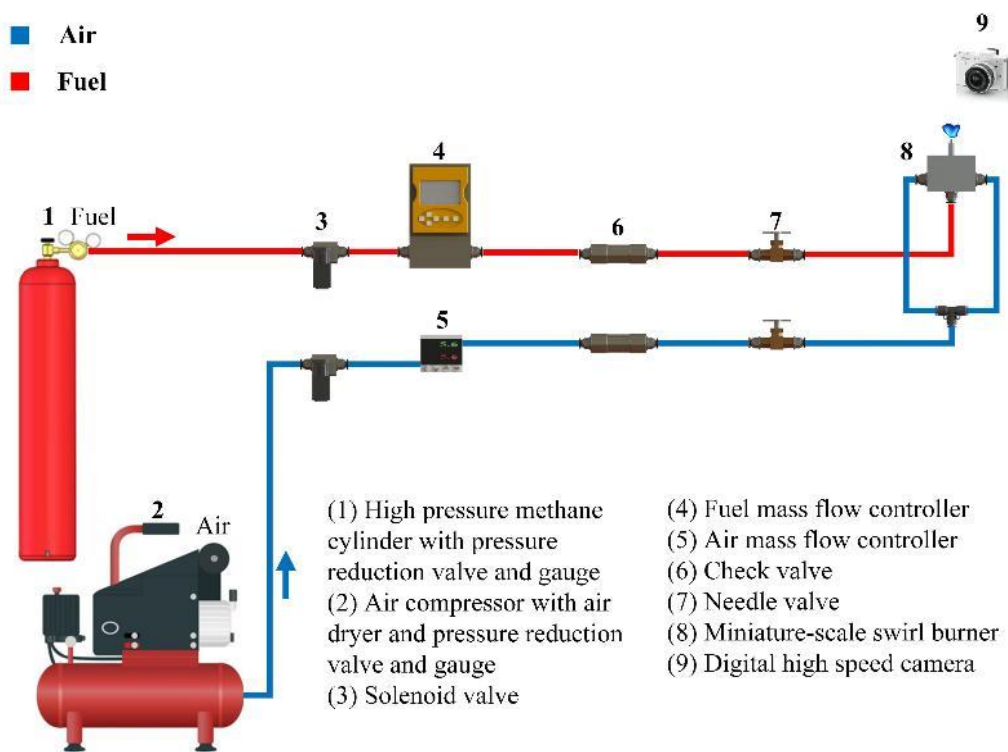 Air
Fuel
9
4
8
1 Fuel
3
6
7
5
2
Air
(1) High pressure methane
cylinder with pressure
reduction valve and gauge
(2) Air compressor with air
dryer and pressure reduction
valve and gauge
(3) Solenoid valve
(4) Fuel mass flow controller
(5) Air mass flow controller
(6) Check valve
(7) Needle valve
(8) Miniature-scale swirl burner
(9) Digital high speed camera